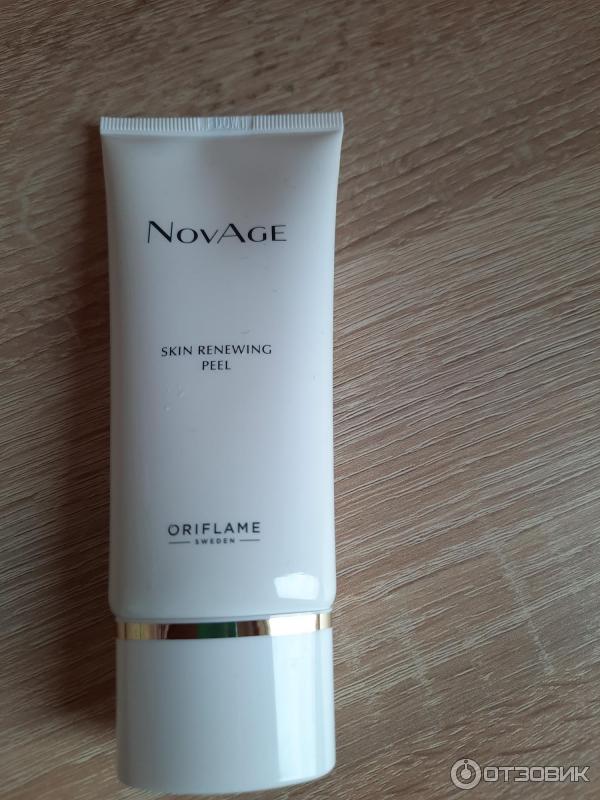 NOVAGE
SKIN RENEWING
PEEL
ORIFLAME
SWEDEN
ОТЗОВИК